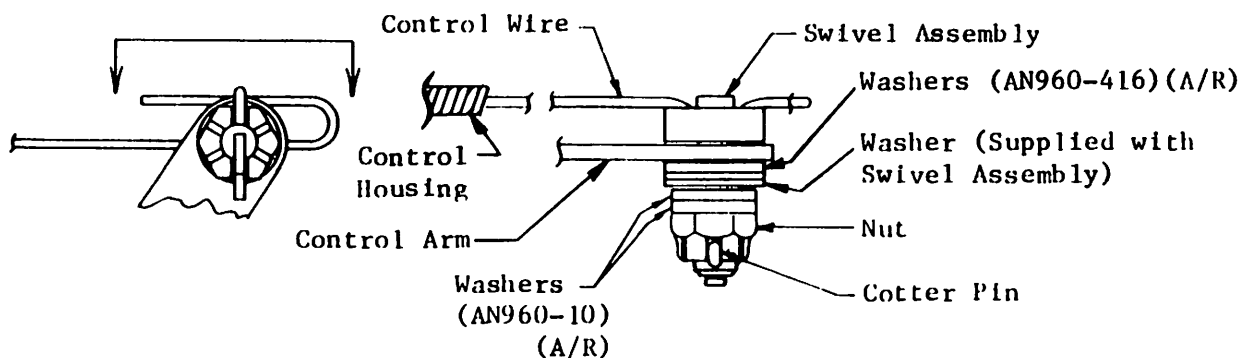 Control Wire
Swivel Assembly
Washers (AN960-416)(A/R)
Washer (Supplied with
Swivel Assembly)
Control
Housing
Control Arm
Nut
Washers
(AN960-10)
(A/R)
Cotter Pin